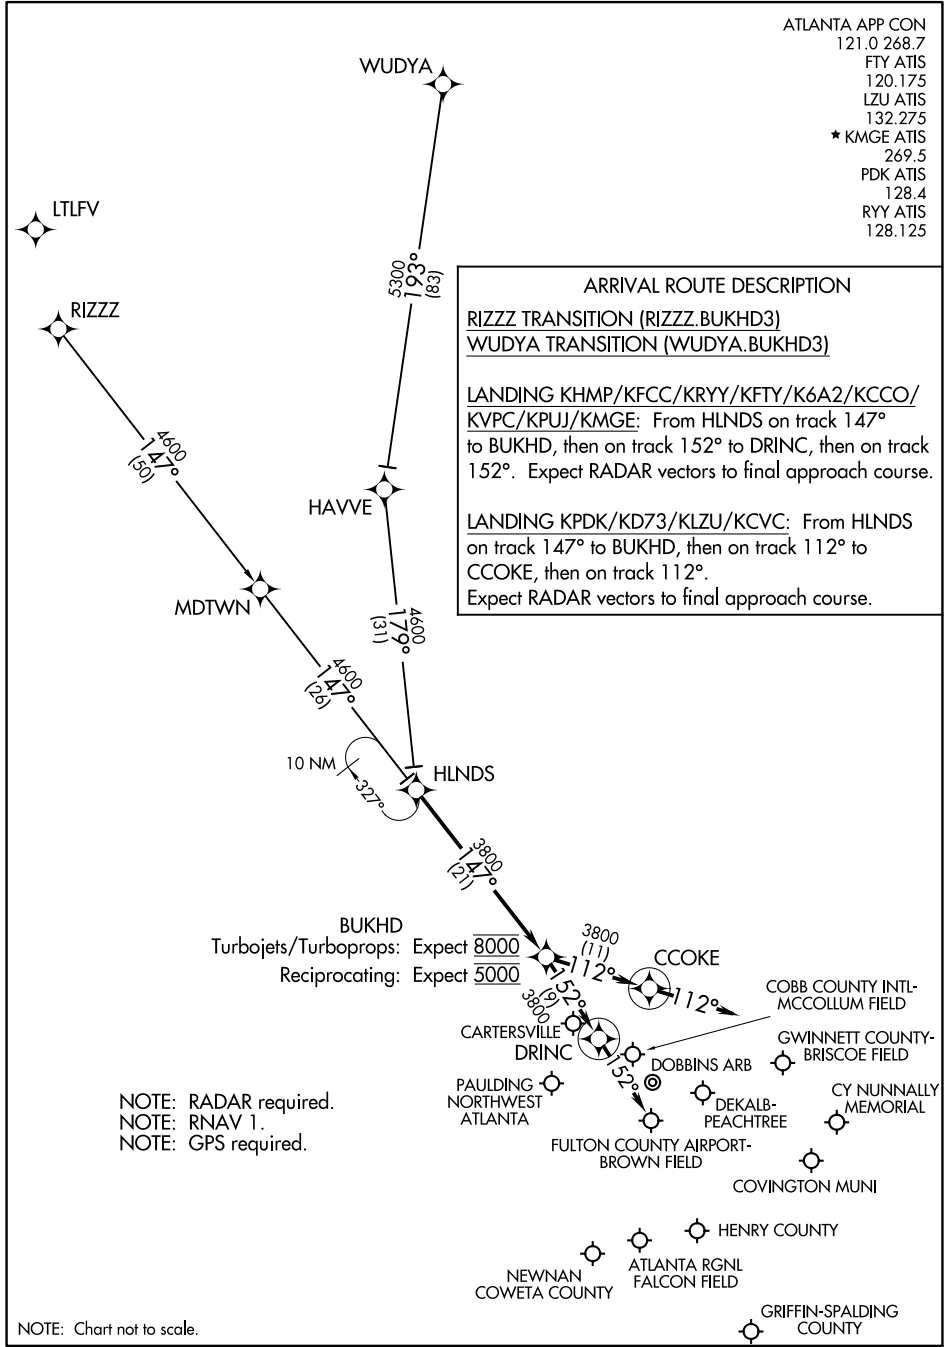 ATLANTA APP CON
121.0 268.7
FTY ATIS
120.175
LZU ATIS
132.275
★ KMGE ATIS
269.5
PDK ATIS
128.4
RYY ATIS
128.125
WUDYA
LTLFV
RIZZZ
5300
193°
(83)
ARRIVAL ROUTE DESCRIPTION
RIZZZ TRANSITION (RIZZZ.BUKHD3)
WUDYA TRANSITION (WUDYA.BUKHD3)
LANDING KHMP/KFCC/KRYY/KFTY/K6A2/KCCO/
KVPC/KPUJ/KMGE: From HLNDS on track 147°
to BUKHD, then on track 152° to DRINC, then on track
152°. Expect RADAR vectors to final approach course.
LANDING KPDK/KD73/KLZU/KCVC: From HLNDS
on track 147° to BUKHD, then on track 112° to
CCOKE, then on track 112°.
Expect RADAR vectors to final approach course.
4600
147°
(50)
HAVVE
MDTWN
4600
179°
(31)
4600
147°
(26)
10 NM
327°
HLNDS
3800
147°
(21)
BUKHD
Turbojets/Turboprops: Expect 8000
Reciprocating: Expect 5000
3800
(11)
112°
CCOKE
112°
152°
(9)
3800
CARTERSVILLE
DRINC
152°
COBB COUNTY INTL-
MCCOLLUM FIELD
GWINNETT COUNTY-
BRISCOE FIELD
DOBBINS ARB
PAULDING
NORTHWEST
ATLANTA
DEKALB-
PEACHTREE
CY NUNNALLY
MEMORIAL
FULTON COUNTY AIRPORT-
BROWN FIELD
COVINGTON MUNI
NOTE: RADAR required.
NOTE: RNAV 1.
NOTE: GPS required.
HENRY COUNTY
ATLANTA RGNL
FALCON FIELD
NEWNAN
COWETA COUNTY
GRIFFIN-SPALDING
COUNTY
NOTE: Chart not to scale.